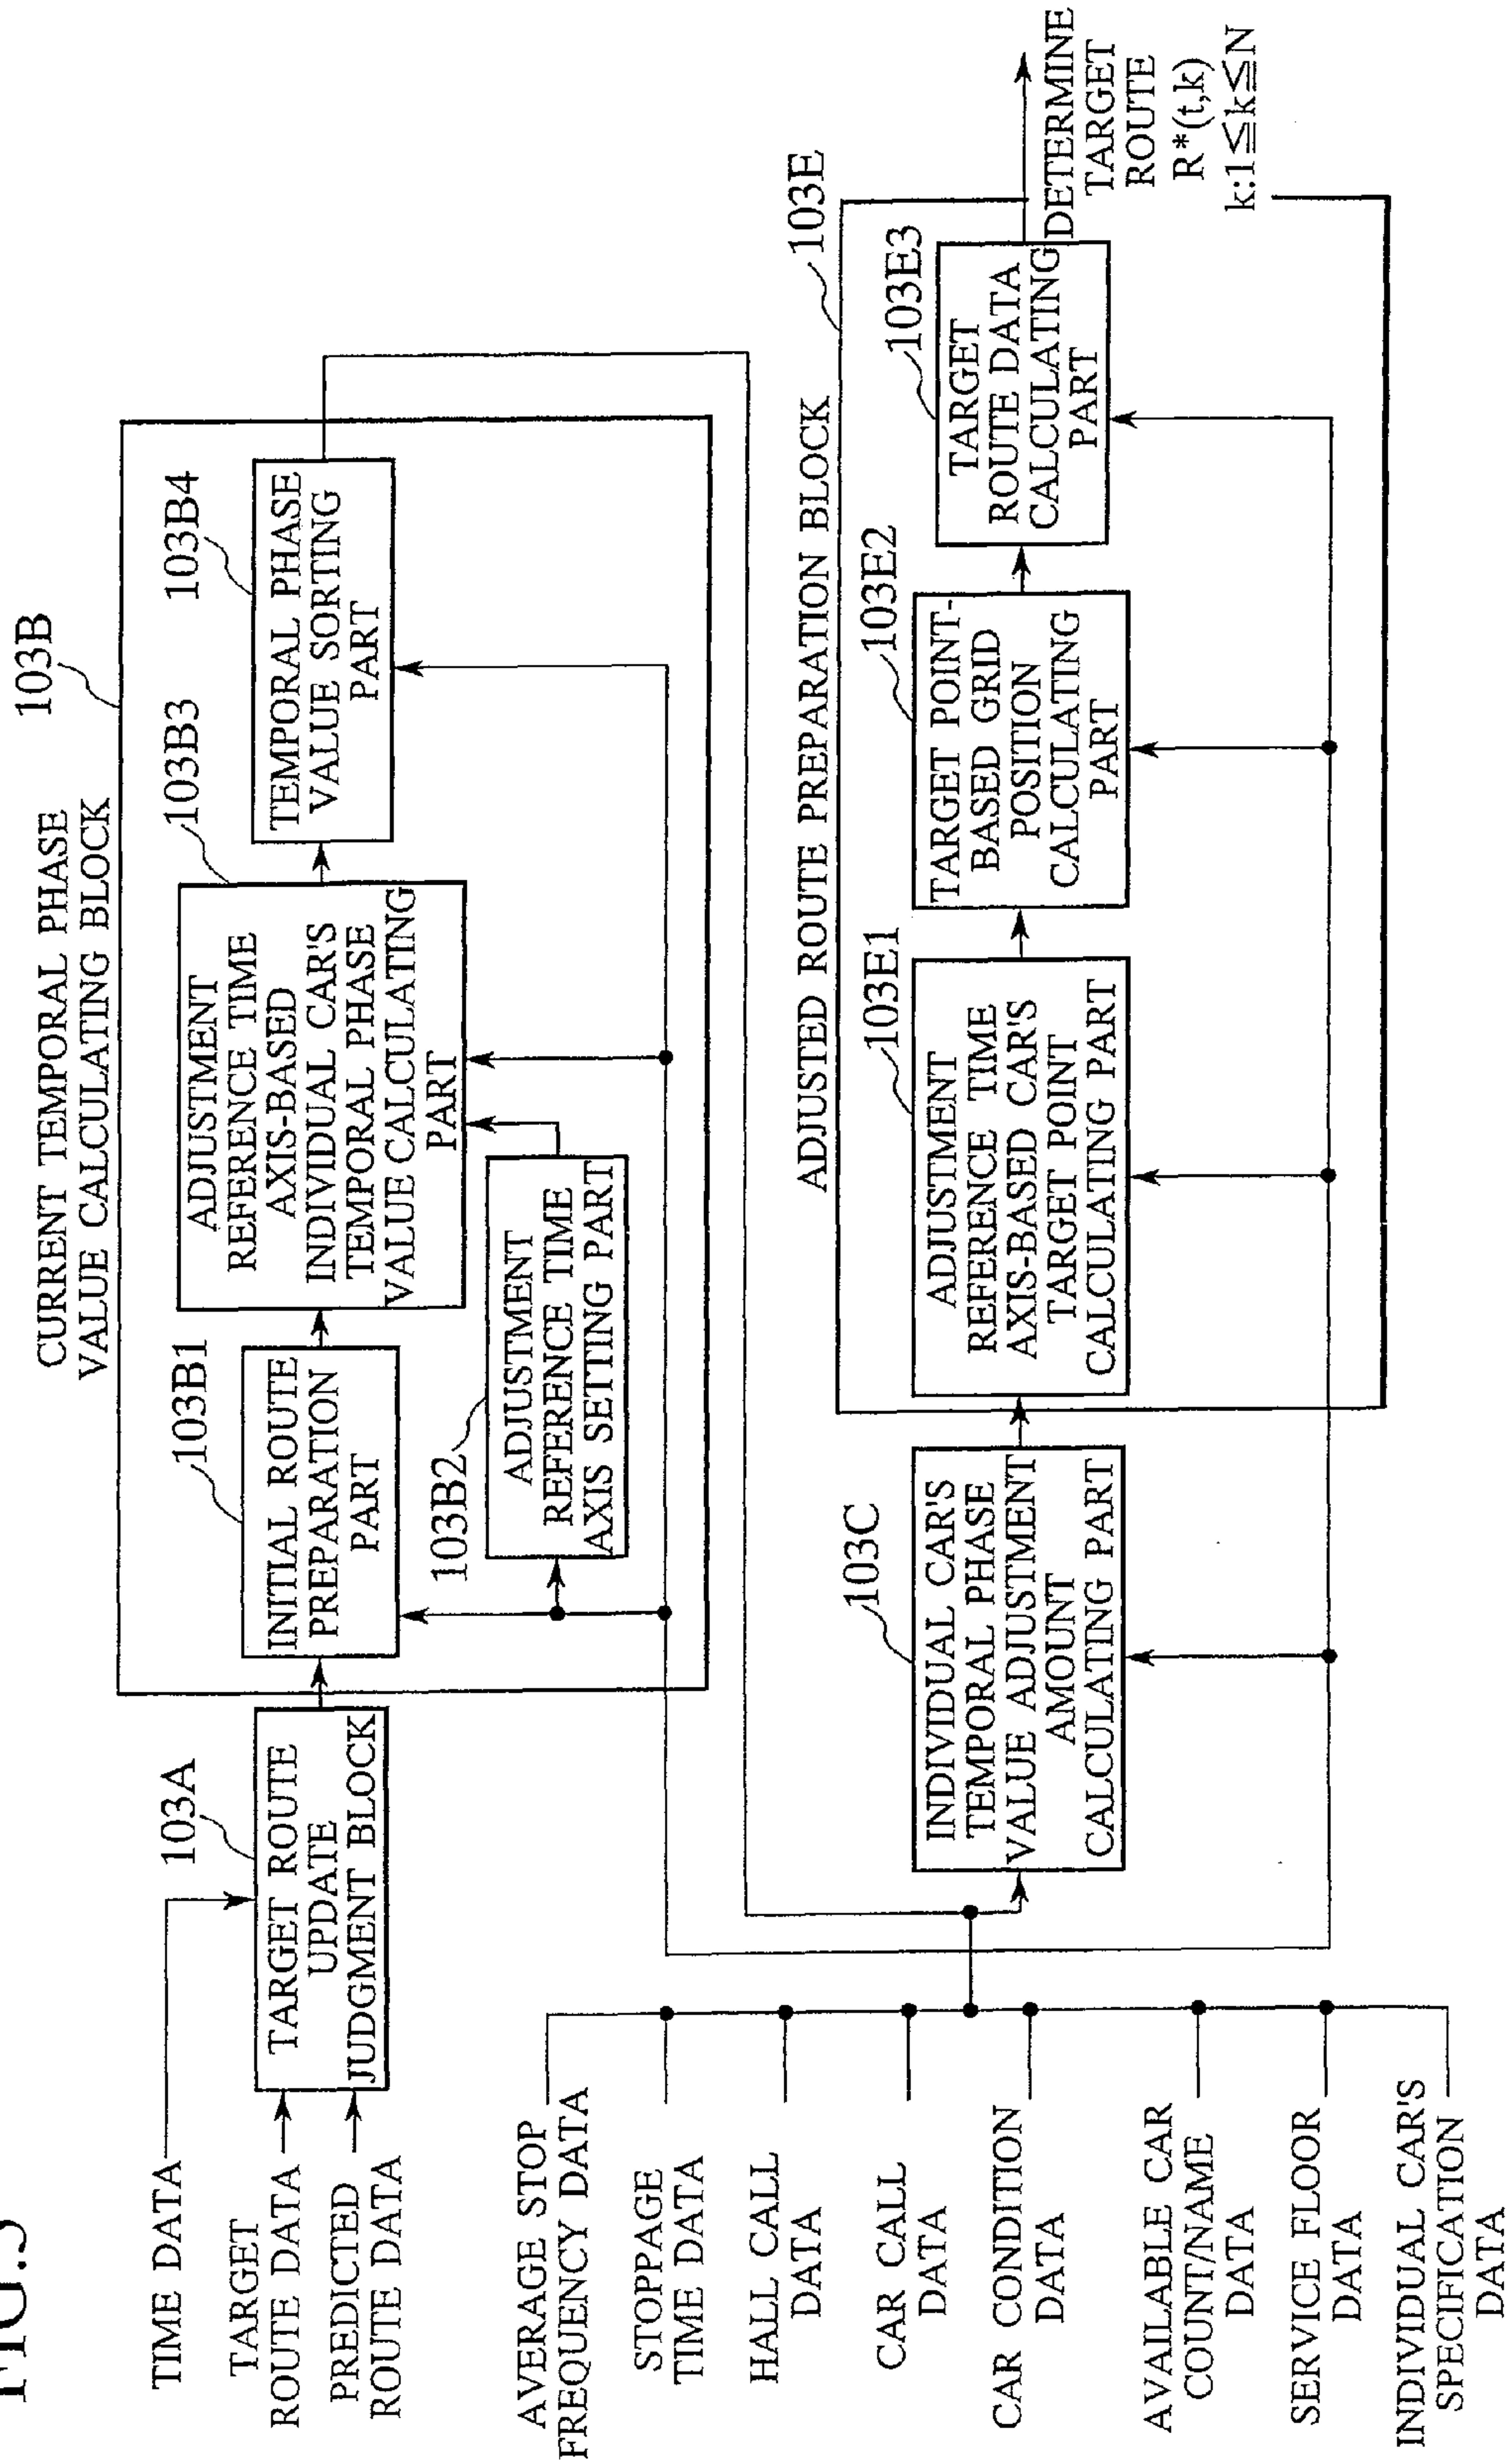 TIME DATA
TARGET
ROUTE DATA
PREDICTED
ROUTE DATA
103A
TARGET ROUTE
UPDATE
JUDGMENT BLOCK
CURRENT TEMPORAL PHASE
VALUE CALCULATING BLOCK
103B
103B1
INITIAL ROUTE
PREPARATION
PART
103B2
ADJUSTMENT
REFERENCE TIME
AXIS SETTING PART
103B3
ADJUSTMENT
REFERENCE TIME
AXIS-BASED
INDIVIDUAL CAR'S
TEMPORAL PHASE
VALUE CALCULATING
PART
103B4
TEMPORAL PHASE
VALUE SORTING
PART
AVERAGE STOP
FREQUENCY DATA
STOPPAGE
TIME DATA
HALL CALL
DATA
CAR CALL
DATA
CAR CONDITION
DATA
AVAILABLE CAR
COUNT/NAME
DATA
SERVICE FLOOR
DATA
INDIVIDUAL CAR'S
SPECIFICATION
DATA
103C
INDIVIDUAL CAR'S
TEMPORAL PHASE
VALUE ADJUSTMENT
AMOUNT
CALCULATING PART
ADJUSTED ROUTE PREPARATION BLOCK
103E
103E1
ADJUSTMENT
REFERENCE TIME
AXIS-BASED CAR'S
TARGET POINT
CALCULATING PART
103E2
TARGET POINT-
BASED GRID
POSITION
CALCULATING
PART
103E3
TARGET
ROUTE DATA
CALCULATING
PART
DETERMINE
TARGET
ROUTE
R*(t,k)
k:1≦k≦N